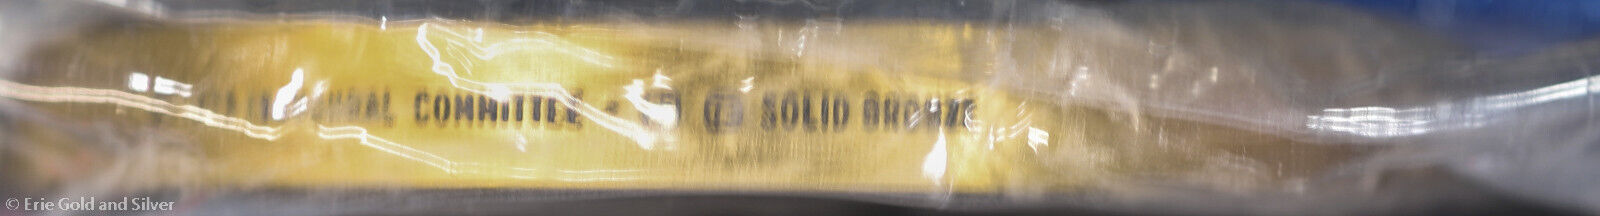 COMMITTEE SOLID BRONZE
© Erie Gold and Silver